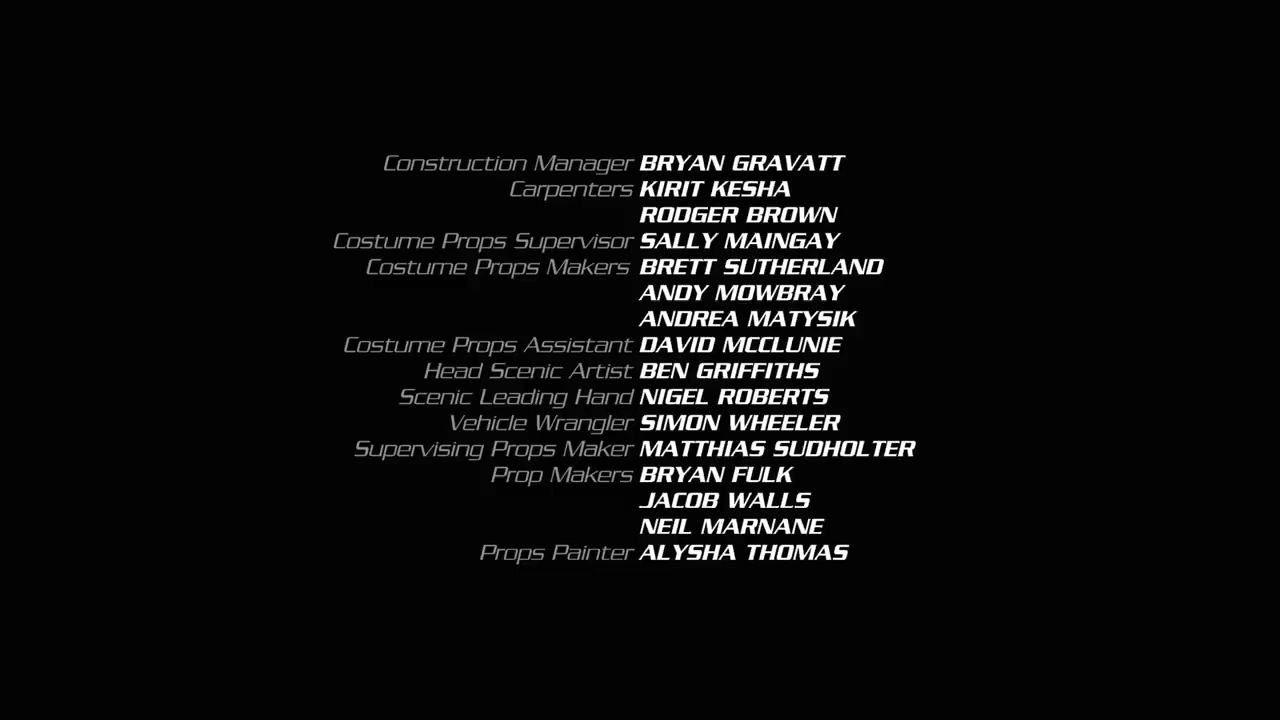 Construction Manager BRYAN GRAVATT
Carpenters KIRIT KESHA
RODGER BROWN
Costume Props Supervisor SALLY MAINGAY
Costume Props Makers BRETT SUTHERLAND
ANDY MOWBRAY
ANDREA MATYSIK
Costume Props Assistant DAVID MCCLUNIE
Head Scenic Artist BEN GRIFFITHS
Scenic Leading Hand NIGEL ROBERTS
Vehicle Wrangler SIMON WHEELER
Supervising Props Maker MATTHIAS SUDHOLTER
Prop Makers BRYAN FULK
JACOB WALLS
NEIL MARNANE
Props Painter ALYSHA THOMAS